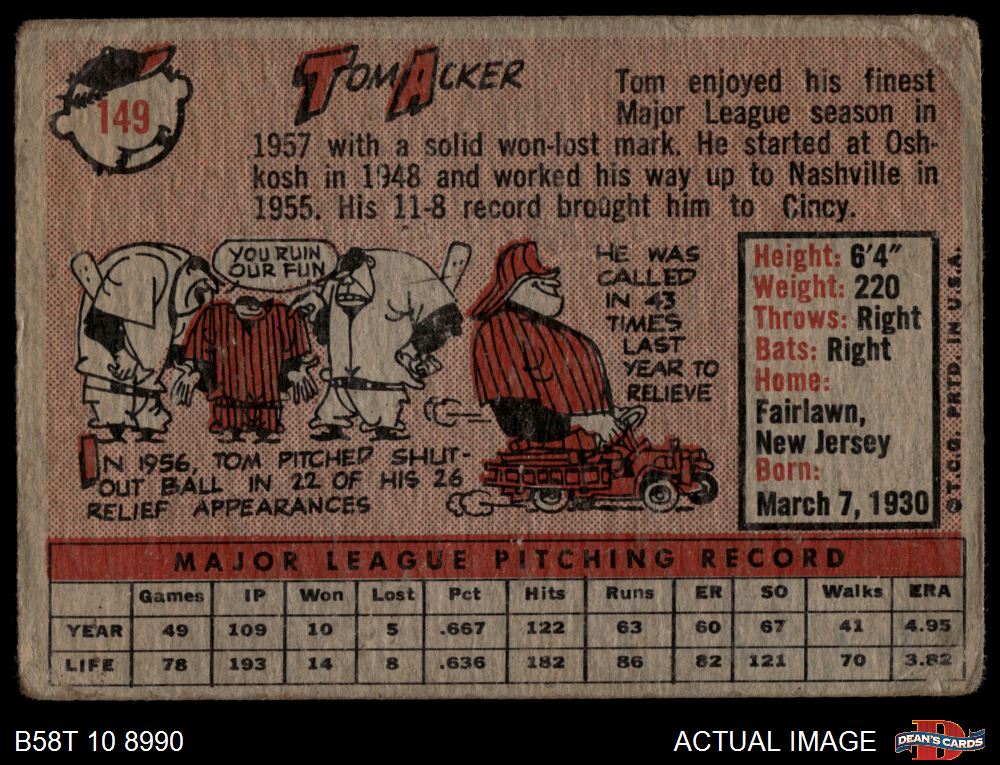 149
Tom Acker
Tom enjoyed his finest
Major League season in
1957 with a solid won-lost mark. He started at Osh-
kosh in 1948 and worked his way up to Nashville in
1955. His 11-8 record brought him to Cincy.
YOU RUIN
OUR FUN
HE WAS
CALLED
IN 43
TIMES
LAST
YEAR TO
RELIEVE
IN 1956, TOM PITCHED SHUT-
OUT BALL IN 22 OF HIS 26
RELIEF APPEARANCES
Height: 6'4"
Weight: 220
Throws: Right
Bats: Right
Home:
Fairlawn,
New Jersey
Born:
March 7, 1930
©T.C.G. PRTD. IN U.S.A.
MAJOR LEAGUE PITCHING RECORD
Games IP Won Lost Pct Hits Runs ER SO Walks ERA
YEAR 49 109 10 5 .667 122 63 60 67 41 4.95
LIFE 78 193 14 8 .636 182 86 82 121 70 3.82
B58T 10 8990
ACTUAL IMAGE
DEAN'S CARDS